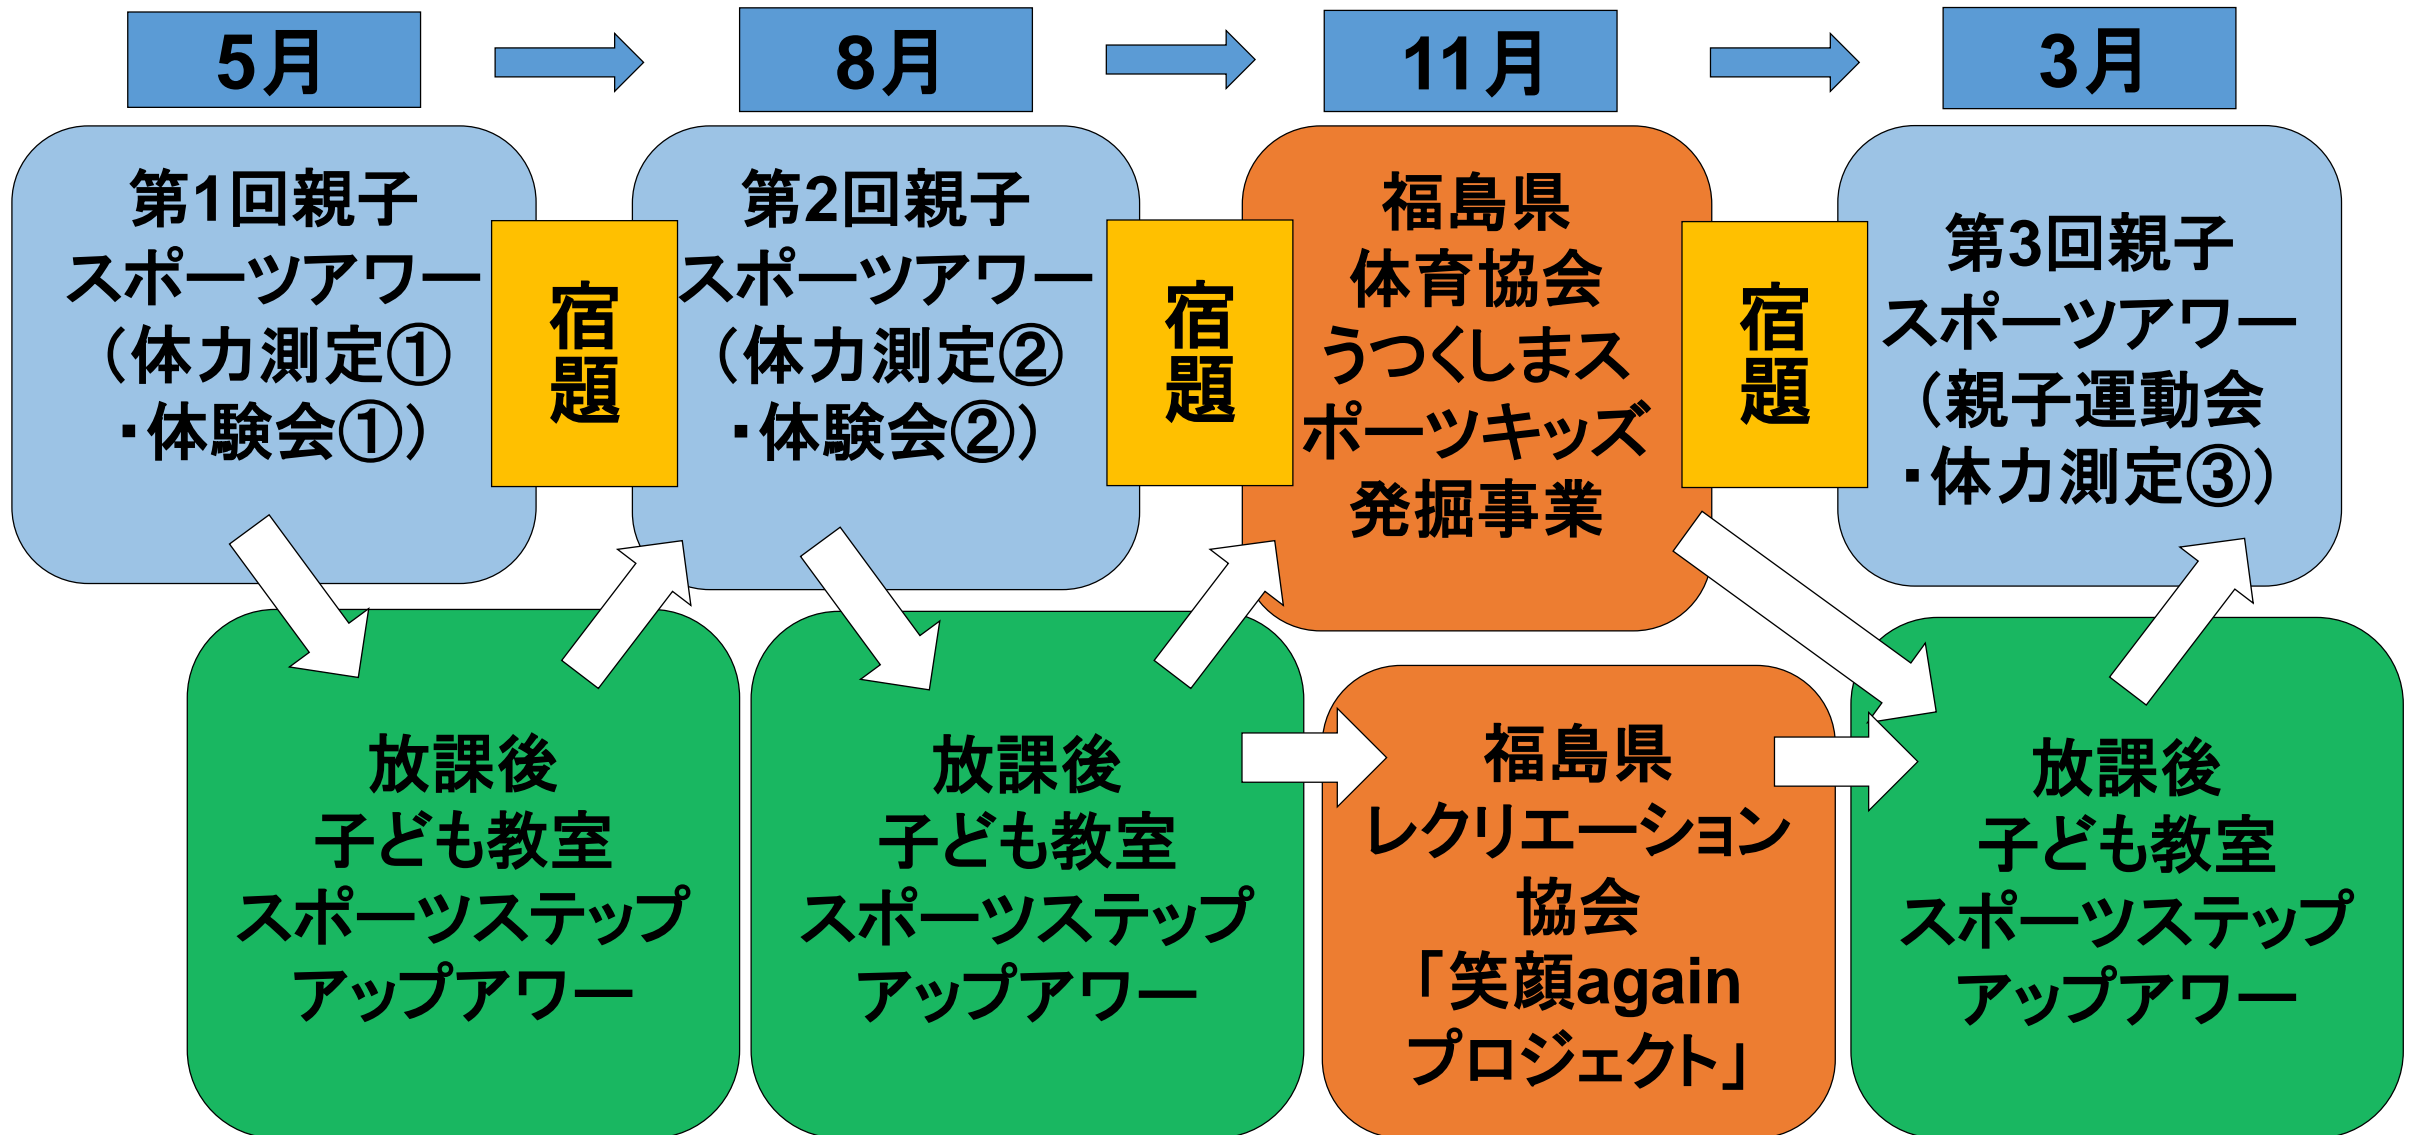 5月
8月
11月
3月
第1回親子
スポーツアワー
（体力測定①
・体験会①）
宿題
第2回親子
スポーツアワー
（体力測定②
・体験会②）
宿題
福島県
体育協会
うつくしまス
ポーツキッズ
発掘事業
宿題
第3回親子
スポーツアワー
（親子運動会
・体力測定③）
放課後
子ども教室
スポーツステップ
アップアワー
放課後
子ども教室
スポーツステップ
アップアワー
福島県
レクリエーション
協会
「笑顔again
プロジェクト」
放課後
子ども教室
スポーツステップ
アップアワー